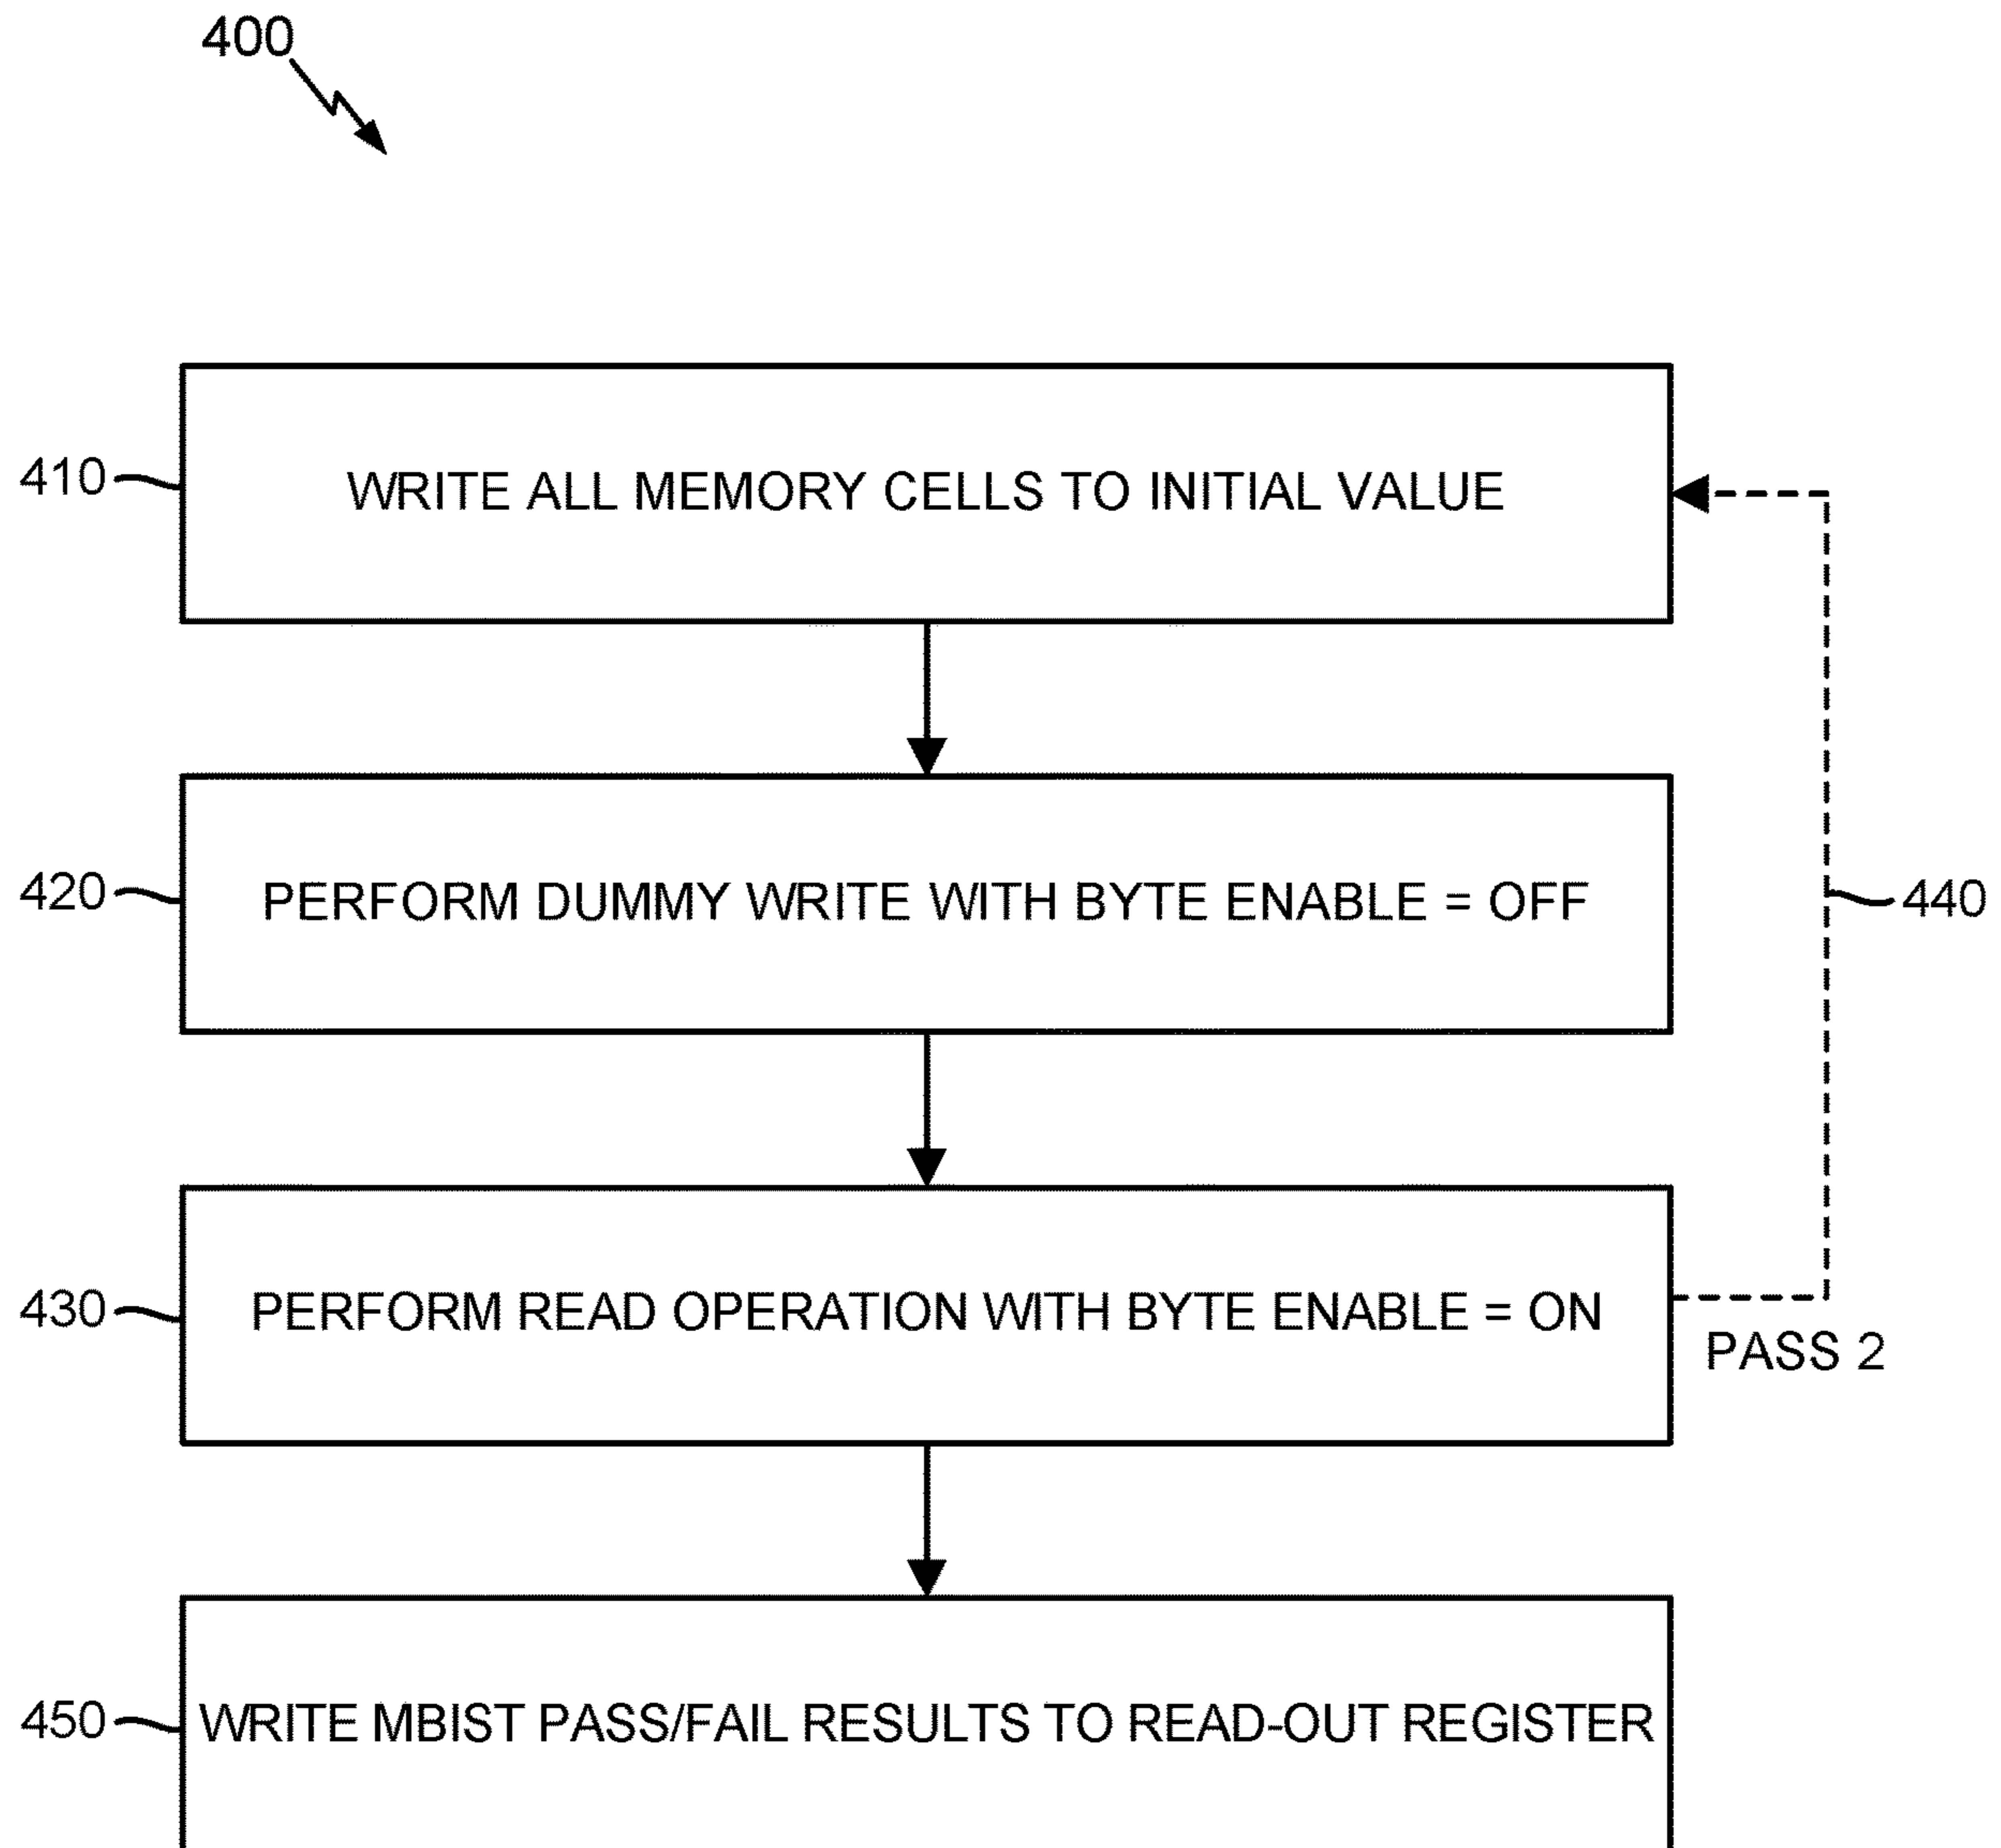 400
410
WRITE ALL MEMORY CELLS TO INITIAL VALUE
420
PERFORM DUMMY WRITE WITH BYTE ENABLE = OFF
440
430
PERFORM READ OPERATION WITH BYTE ENABLE = ON
PASS 2
450
WRITE MBIST PASS/FAIL RESULTS TO READ-OUT REGISTER